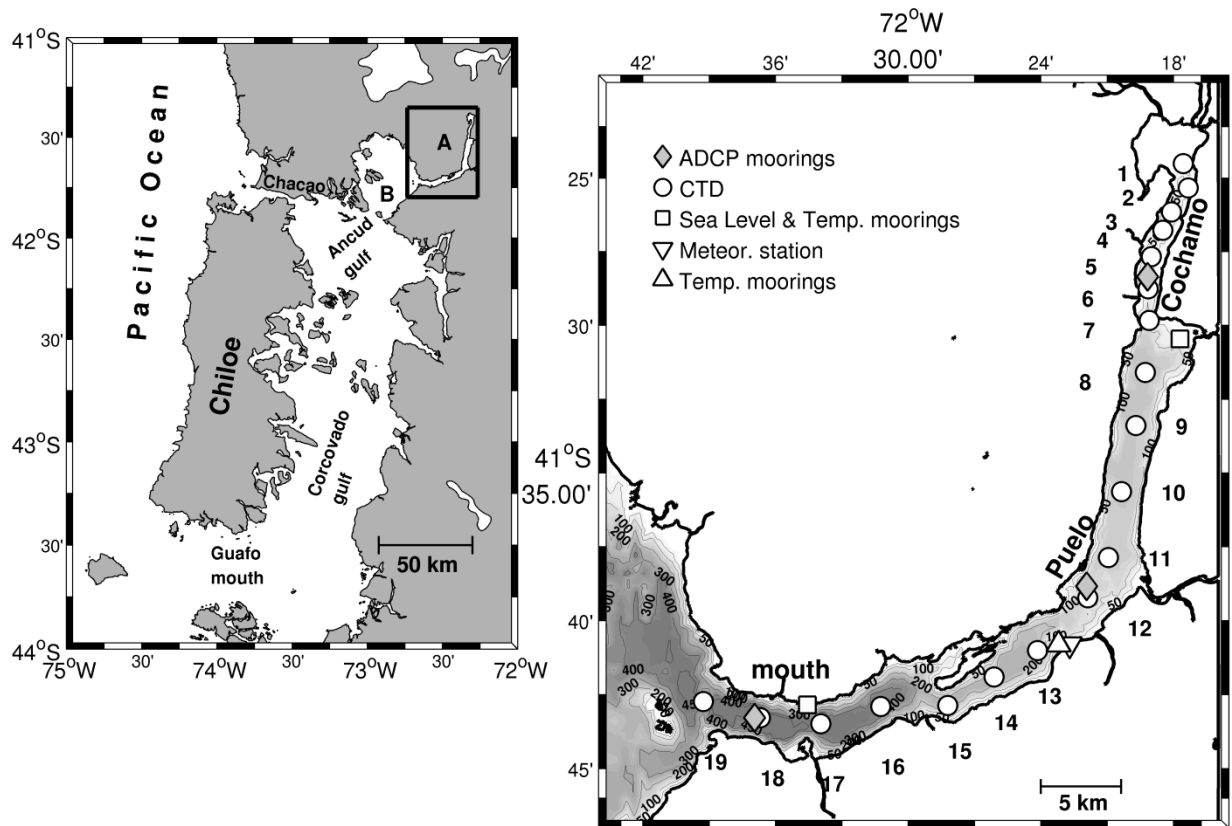 41°S
30'
42°S
30'
43°S
30'
44°S
75°W
30'
74°W
30'
73°W
30'
72°W
Pacific Ocean
Chacao
A
B
Ancud
gulf
Chiloe
Corcovado
gulf
50 km
Guafo
mouth
72°W
30.00'
42'
36'
24'
18'
25'
30'
41°S
35.00'
40'
45'
ADCP moorings
CTD
Sea Level & Temp. moorings
Meteor. station
Temp. moorings
Cochamo
Puelo
mouth
1
2
3
4
5
6
7
8
9
10
11
12
13
14
15
16
17
18
19
5 km